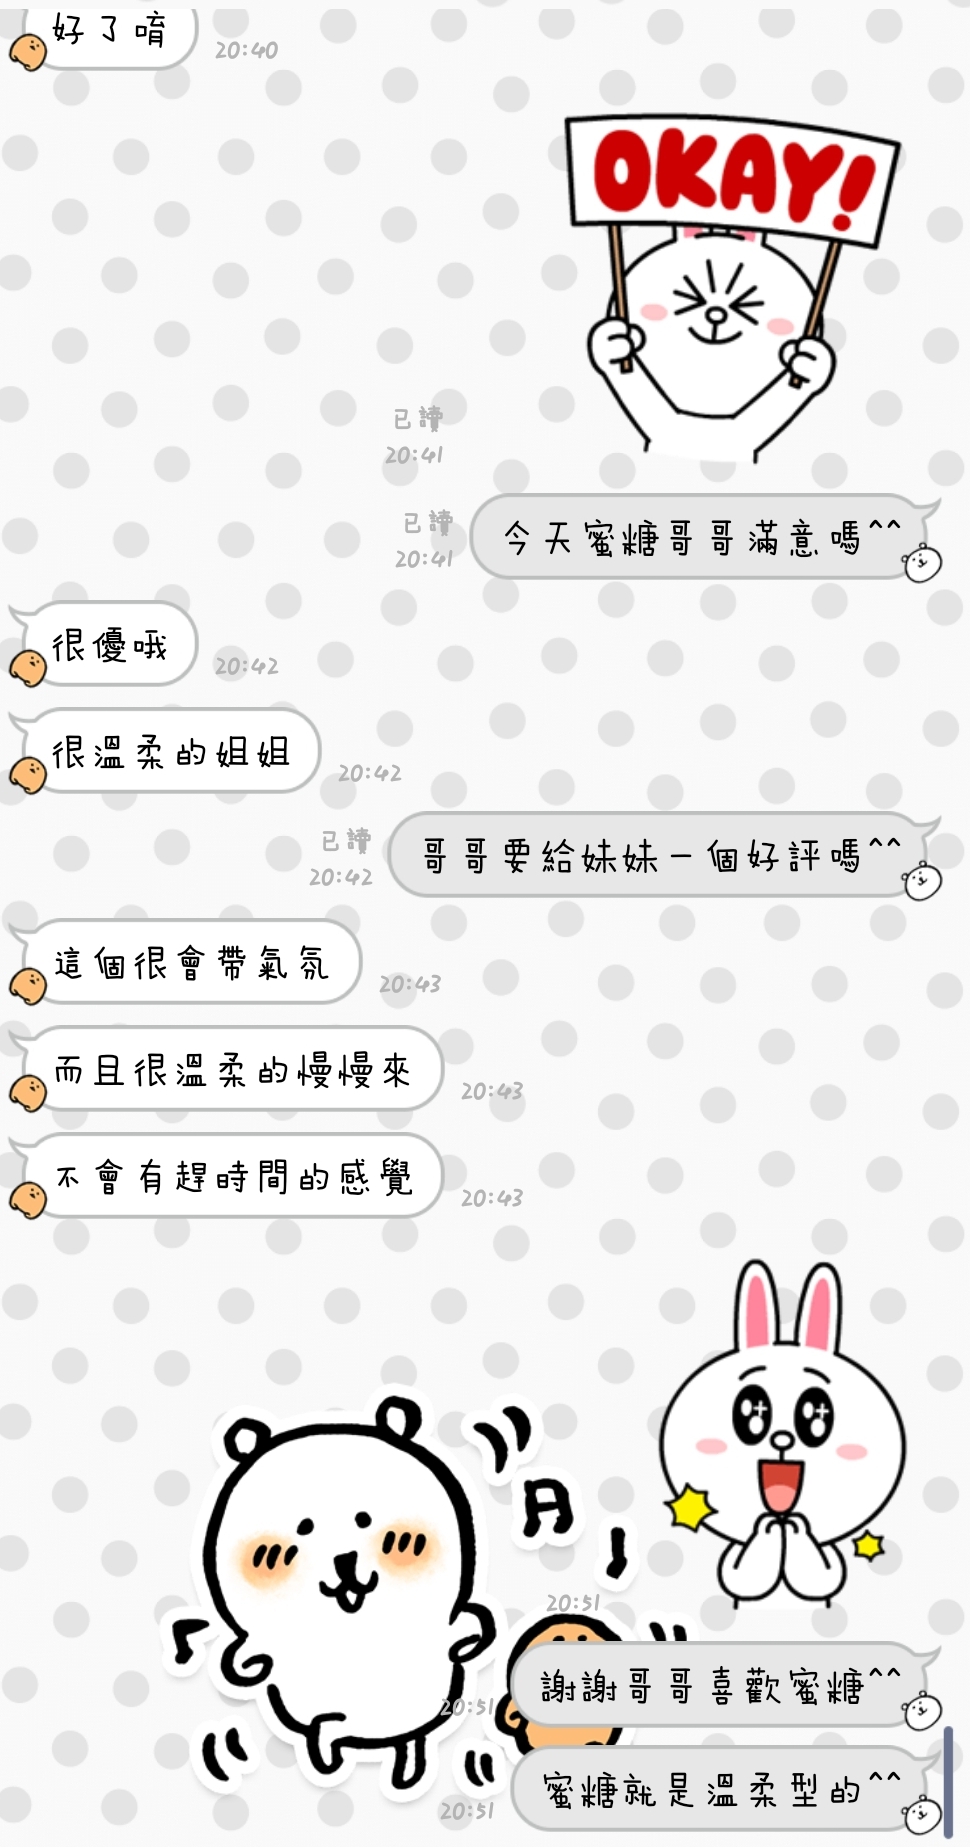 好了唷
20:40
OKAY!
已讀
20:41
已讀
20:41
今天蜜糖哥哥滿意嗎^^
很優哦
20:42
很溫柔的姐姐
20:42
已讀
20:42
哥哥要給妹妹一個好評嗎^^
這個很會帶氣氛
20:43
而且很溫柔的慢慢來
20:43
不會有趕時間的感覺
20:43
20:51
謝謝哥哥喜歡蜜糖^^
20:51
蜜糖就是溫柔型的^^
20:51